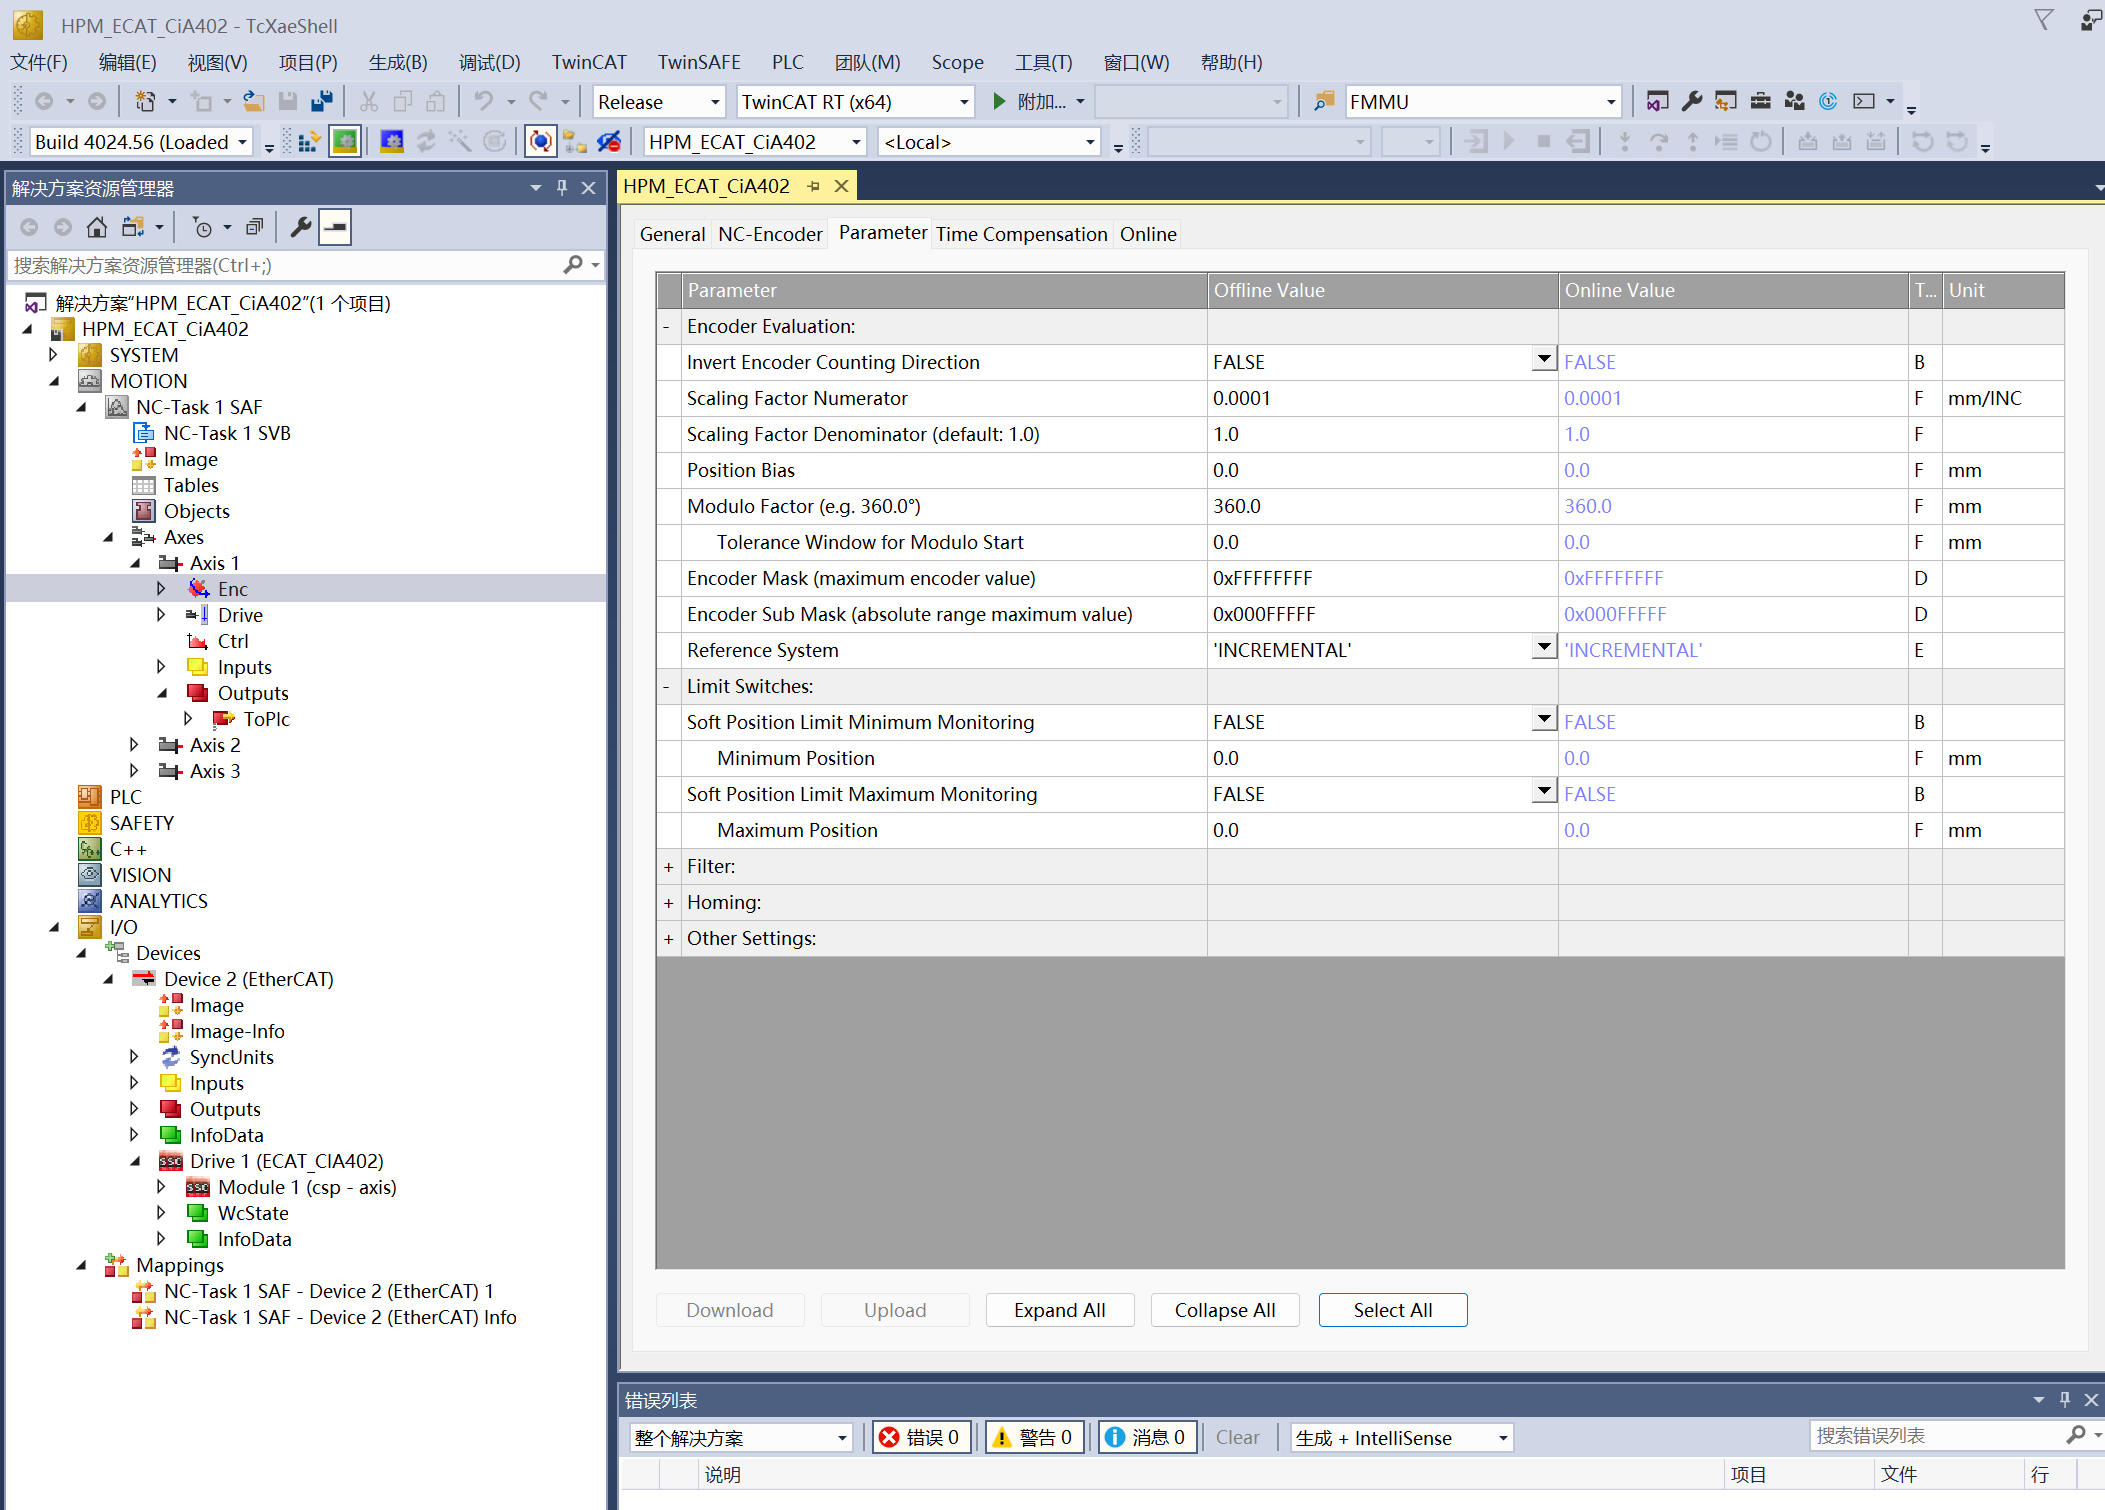 HPM_ECAT_CiA402 - TcXaeShell
文件(F) 编辑(E) 视图(V) 项目(P) 生成(B) 调试(D) TwinCAT TwinSAFE PLC 团队(M) Scope 工具(T) 窗口(W) 帮助(H)
Release TwinCAT RT (x64) 附加... FMMU
Build 4024.56 (Loaded HPM_ECAT_CiA402 <Local>
解决方案资源管理器
搜索解决方案资源管理器(Ctrl+;)
解决方案"HPM_ECAT_CiA402"(1 个项目)
HPM_ECAT_CiA402
SYSTEM
MOTION
NC-Task 1 SAF
NC-Task 1 SVB
Image
Tables
Objects
Axes
Axis 1
Enc
Drive
Ctrl
Inputs
Outputs
ToPlc
Axis 2
Axis 3
PLC
SAFETY
C++
VISION
ANALYTICS
I/O
Devices
Device 2 (EtherCAT)
Image
Image-Info
SyncUnits
Inputs
Outputs
InfoData
Drive 1 (ECAT_CIA402)
Module 1 (csp - axis)
WcState
InfoData
Mappings
NC-Task 1 SAF - Device 2 (EtherCAT) 1
NC-Task 1 SAF - Device 2 (EtherCAT) Info
HPM_ECAT_CiA402
General NC-Encoder Parameter Time Compensation Online
Parameter Offline Value Online Value T... Unit
- Encoder Evaluation:
Invert Encoder Counting Direction FALSE FALSE B
Scaling Factor Numerator 0.0001 0.0001 F mm/INC
Scaling Factor Denominator (default: 1.0) 1.0 1.0 F
Position Bias 0.0 0.0 F mm
Modulo Factor (e.g. 360.0°) 360.0 360.0 F mm
Tolerance Window for Modulo Start 0.0 0.0 F mm
Encoder Mask (maximum encoder value) 0xFFFFFFFF 0xFFFFFFFF D
Encoder Sub Mask (absolute range maximum value) 0x000FFFFF 0x000FFFFF D
Reference System 'INCREMENTAL' 'INCREMENTAL' E
- Limit Switches:
Soft Position Limit Minimum Monitoring FALSE FALSE B
Minimum Position 0.0 0.0 F mm
Soft Position Limit Maximum Monitoring FALSE FALSE B
Maximum Position 0.0 0.0 F mm
+ Filter:
+ Homing:
+ Other Settings:
Download Upload Expand All Collapse All Select All
错误列表
整个解决方案 错误 0 警告 0 消息 0 Clear 生成 + IntelliSense 搜索错误列表
说明 项目 文件 行